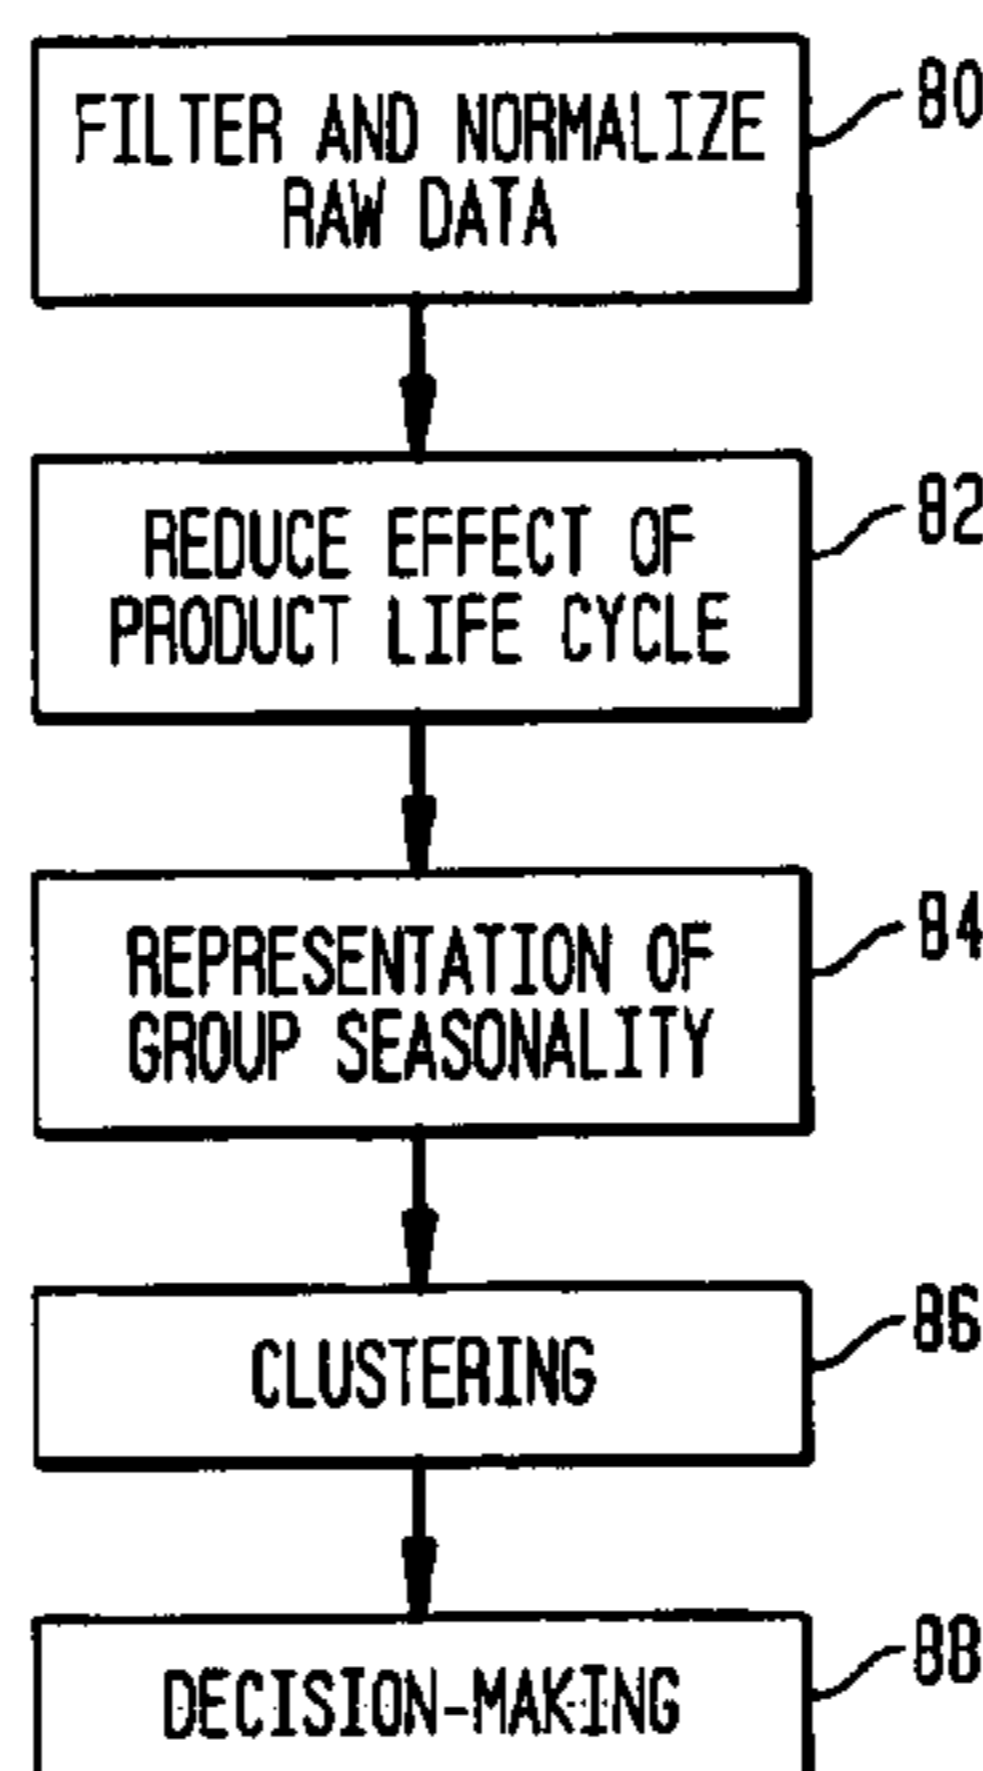 FILTER AND NORMALIZE
RAW DATA
80
REDUCE EFFECT OF
PRODUCT LIFE CYCLE
82
REPRESENTATION OF
GROUP SEASONALITY
84
CLUSTERING
86
DECISION-MAKING
88